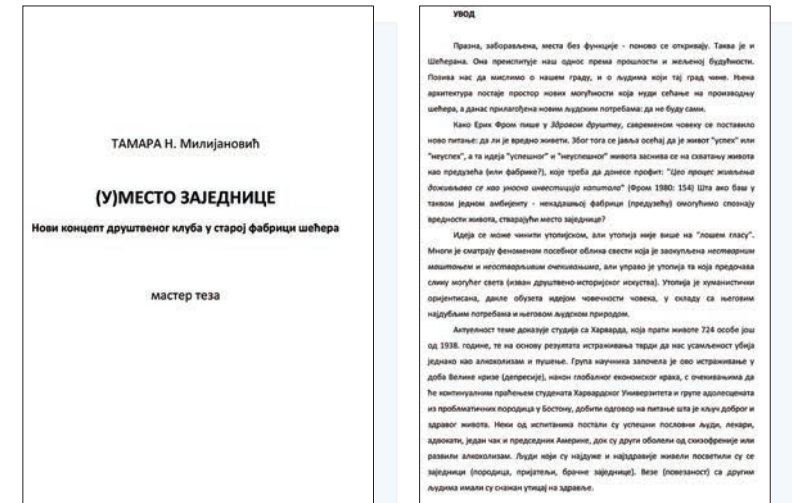 ТАМАРА Н. Милијановић
(У)МЕСТО ЗАЈЕДНИЦЕ
Нови концепт друштвеног клуба у старој фабрици шећера
мастер теза
УВОД
Празна, заборављена, места без функције - поново се откривају. Таква је и
Шећерана. Она преиспитује наш однос према прошлости и жељеној будућности.
Позива нас да мислимо о нашем граду, и о људима који тај град чине. Њена
архитектура постаје простор нових могућности која нуди сећање на производњу
шећера, а данас прилагођена новим људским потребама: да не буду сами.
Како Ерих Фром пише у Здравом друштву, савременом човеку се поставило
ново питање: да ли је вредно живети. Због тога се јавља осећај да је живот "успех" или
"неуспех", а та идеја "успешног" и "неуспешног" живота заснива се на схватању живота
као предузећа (или фабрике?), које треба да донесе профит: "Цео процес живљења
доживљава се као уносна инвестиција капитала" (Фром 1980: 154) Шта ако баш у
таквом једном амбијенту - некадашњој фабрици (предузећу) омогућимо спознају
вредности живота, стварајући место заједнице?
Идеја се може чинити утопијском, али утопија није више на "лошем гласу".
Многи је сматрају феноменом посебног облика свести која је заокупљена нестварним
маштањем и неостварљивим очекивањима, али управо је утопија та која предочава
слику могућег света (изван друштвено-историјског искуства). Утопија је хуманистички
оријентисана, дакле обузета идејом човечности човека, у складу са његовим
најдубљим потребама и његовом људском природом.
Актуелност теме доказује студија са Харварда, која прати животе 724 особе још
од 1938. године, те на основу резултата истраживања тврди да нас усамљеност убија
једнако као алкохолизам и пушење. Група научника започела је ово истраживање у
доба Велике кризе (депресије), након глобалног економског краха, с очекивањима да
ће континуалним праћењем студената Харвардског Универзитета и групе адолесцената
из проблматичних породица у Бостону, добити одговор на питање шта је кључ доброг и
здравог живота. Неки од испитаника постали су успешни пословни људи, лекари,
адвокати, један чак и председник Америке, док су други оболели од схизофреније или
развили алкохолизам. Људи који су најдуже и најздравије живели посветили су се
заједници (породица, пријатељи, брачне заједнице). Везе (повезаност) са другим
људима имали су снажан утицај на здравље.